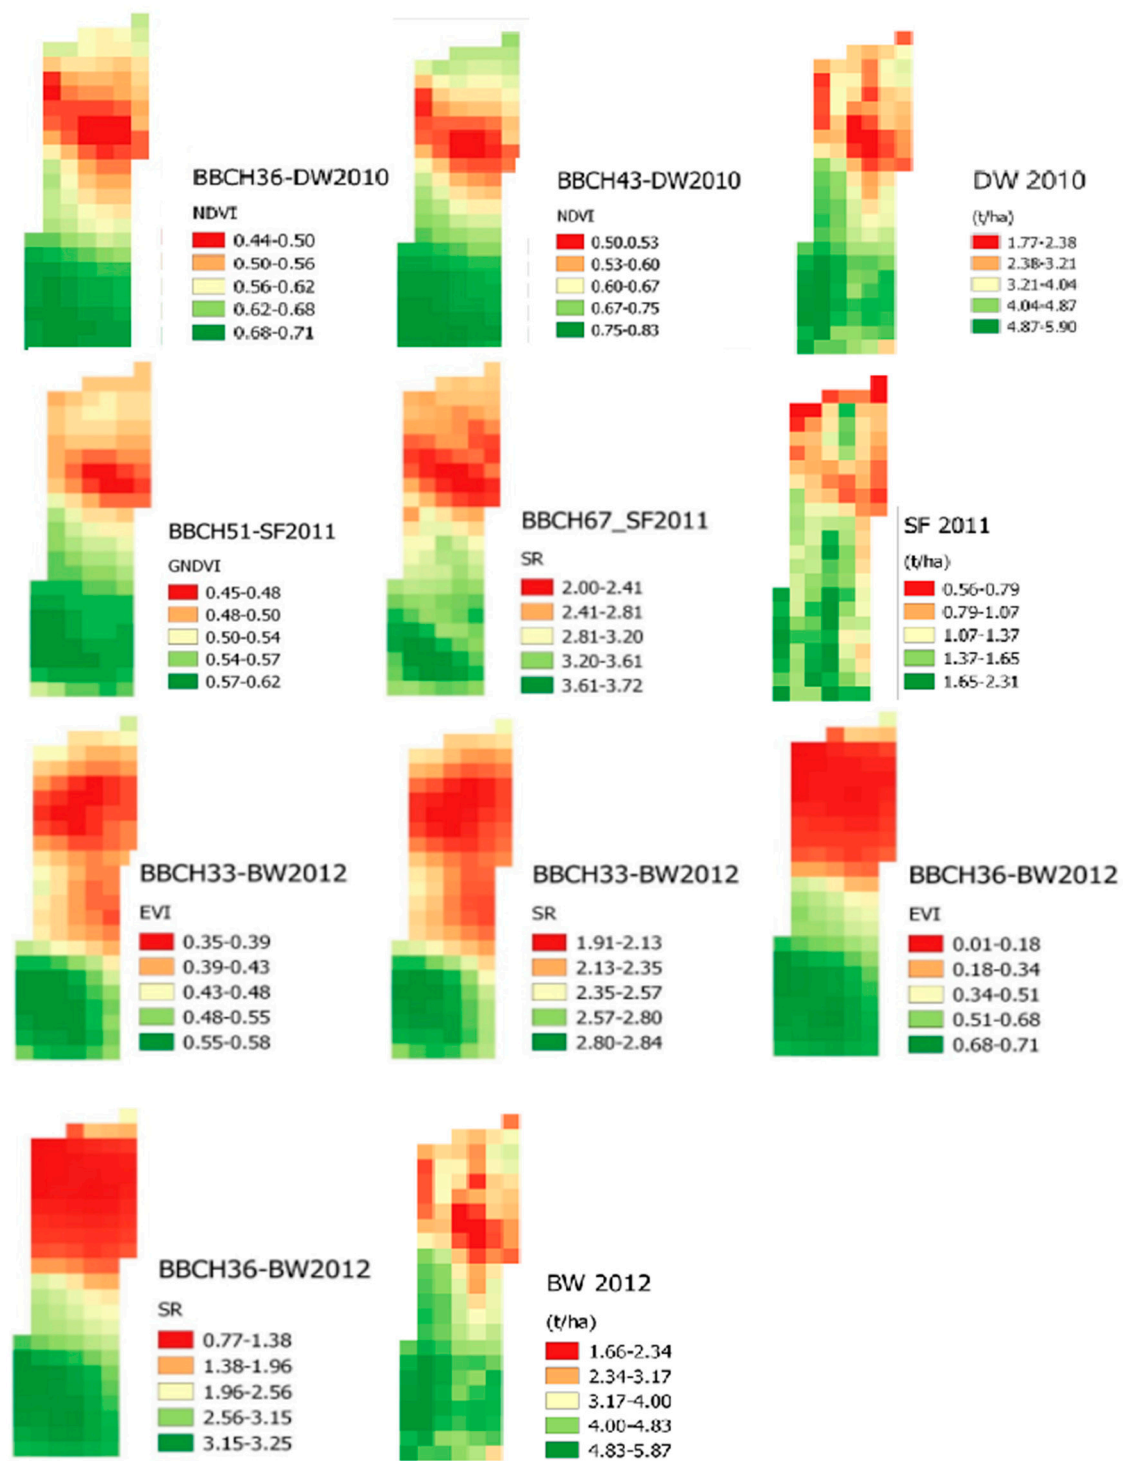 BBCH36-DW2010
NDVI
0.44-0.50
0.50-0.56
0.56-0.62
0.62-0.68
0.68-0.71
BBCH43-DW2010
NDVI
0.50.0.53
0.53-0.60
0.60-0.67
0.67-0.75
0.75-0.83
DW 2010
(t/ha)
1.77-2.38
2.38-3.21
3.21-4.04
4.04-4.87
4.87-5.90
BBCH51-SF2011
GNDVI
0.45-0.48
0.48-0.50
0.50-0.54
0.54-0.57
0.57-0.62
BBCH67_SF2011
SR
2.00-2.41
2.41-2.81
2.81-3.20
3.20-3.61
3.61-3.72
SF 2011
(t/ha)
0.56-0.79
0.79-1.07
1.07-1.37
1.37-1.65
1.65-2.31
BBCH33-BW2012
EVI
0.35-0.39
0.39-0.43
0.43-0.48
0.48-0.55
0.55-0.58
BBCH33-BW2012
SR
1.91-2.13
2.13-2.35
2.35-2.57
2.57-2.80
2.80-2.84
BBCH36-BW2012
EVI
0.01-0.18
0.18-0.34
0.34-0.51
0.51-0.68
0.68-0.71
BBCH36-BW2012
SR
0.77-1.38
1.38-1.96
1.96-2.56
2.56-3.15
3.15-3.25
BW 2012
(t/ha)
1.66-2.34
2.34-3.17
3.17-4.00
4.00-4.83
4.83-5.87